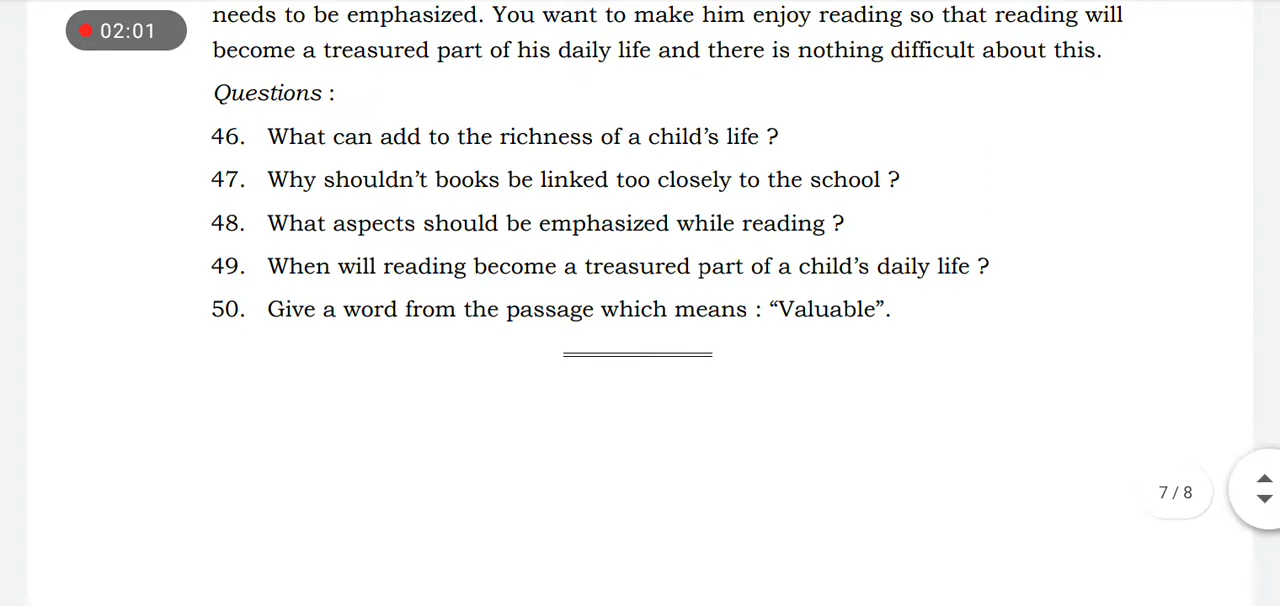 02:01
needs to be emphasized. You want to make him enjoy reading so that reading will
become a treasured part of his daily life and there is nothing difficult about this.
Questions :
46. What can add to the richness of a child’s life ?
47. Why shouldn’t books be linked too closely to the school ?
48. What aspects should be emphasized while reading ?
49. When will reading become a treasured part of a child’s daily life ?
50. Give a word from the passage which means : “Valuable”.
7 / 8